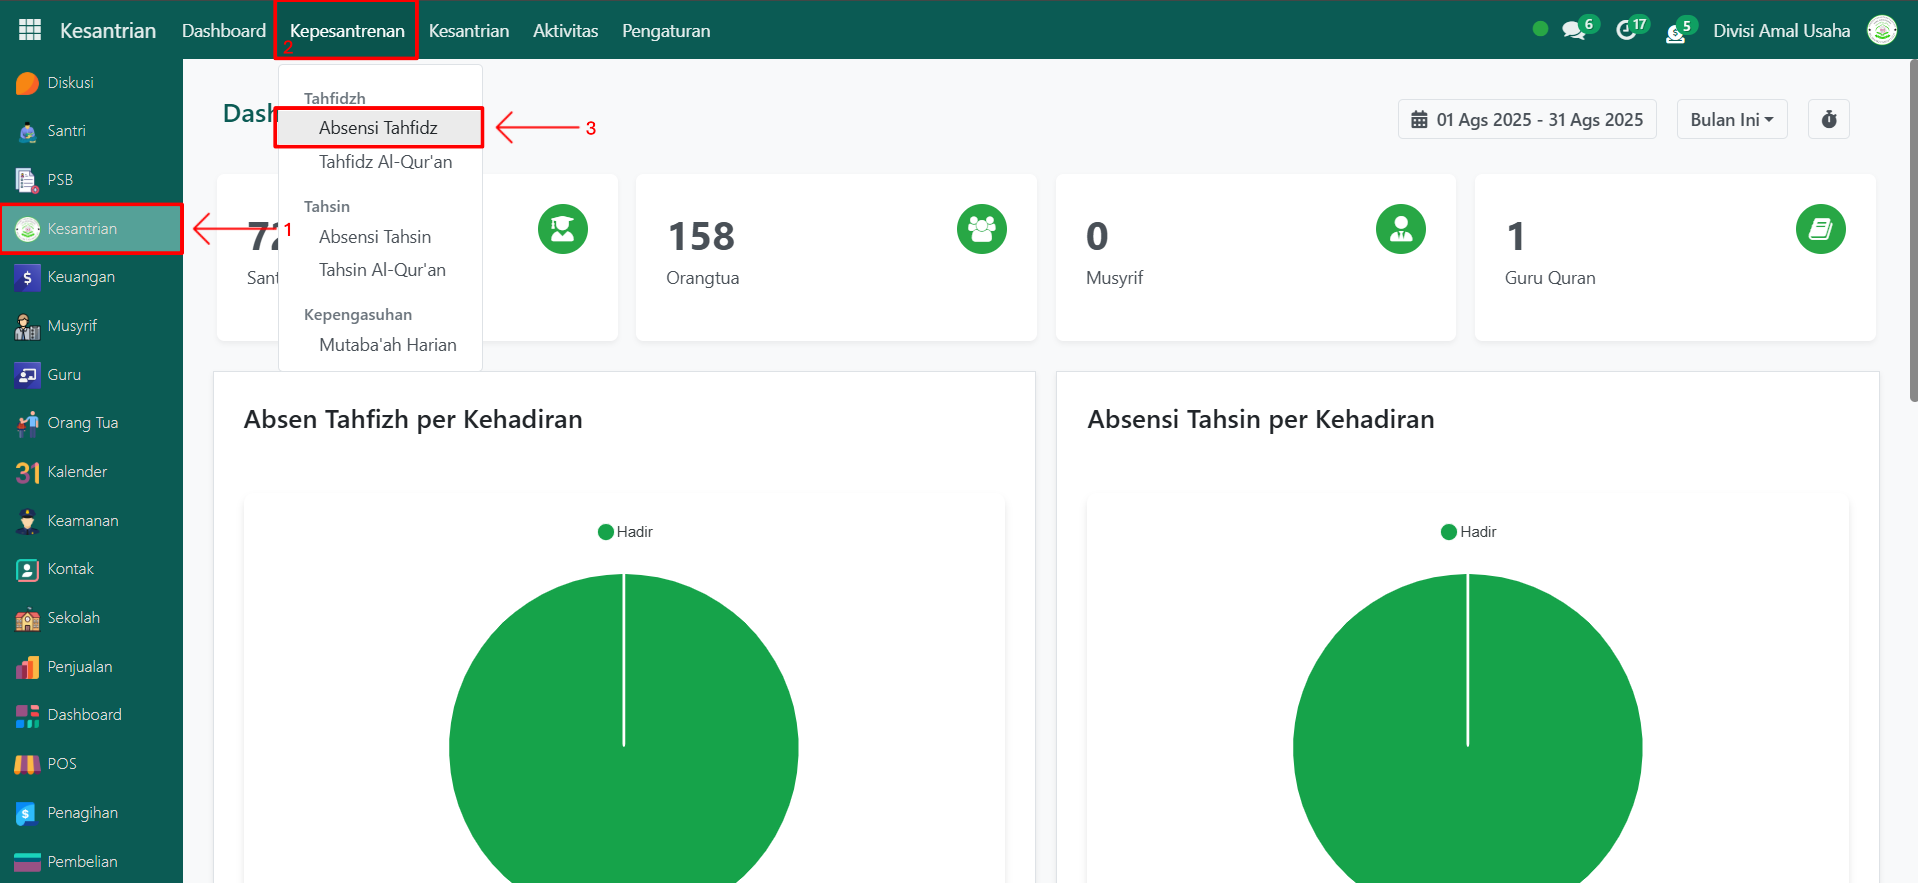 Kesantrian
Dashboard
Kepesantrenan
Kesantrian
Aktivitas
Pengaturan
6
17
5
Divisi Amal Usaha
2
Diskusi
Santri
PSB
Kesantrian
Keuangan
Musyrif
Guru
Orang Tua
Kalender
Keamanan
Kontak
Sekolah
Penjualan
Dashboard
POS
Penagihan
Pembelian
1
Tahfidzh
Absensi Tahfidz
3
Tahfidz Al-Qur'an
Tahsin
Absensi Tahsin
Tahsin Al-Qur'an
Kepengasuhan
Mutaba'ah Harian
01 Ags 2025 - 31 Ags 2025
Bulan Ini
158
Orangtua
0
Musyrif
1
Guru Quran
Absen Tahfizh per Kehadiran
Hadir
Absensi Tahsin per Kehadiran
Hadir